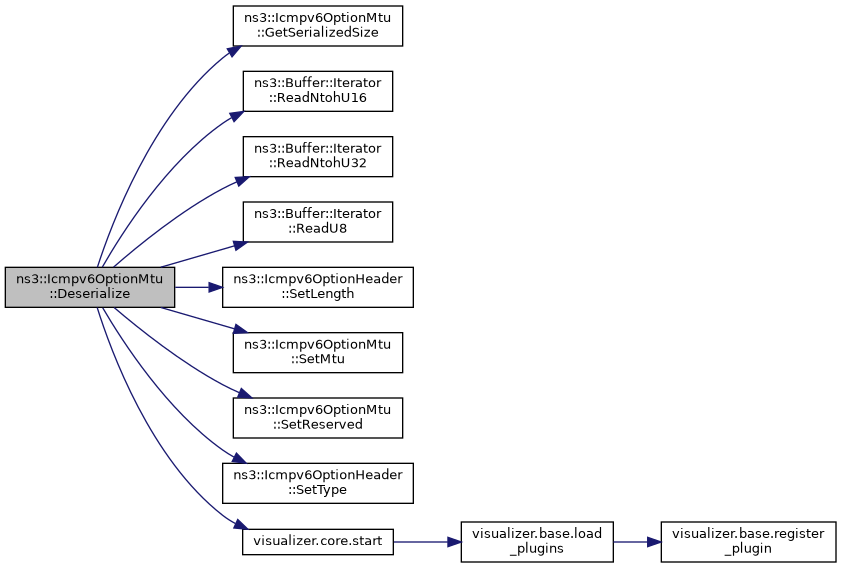 ns3::Icmpv6OptionMtu
::GetSerializedSize
ns3::Buffer::Iterator
::ReadNtohU16
ns3::Buffer::Iterator
::ReadNtohU32
ns3::Buffer::Iterator
::ReadU8
ns3::Icmpv6OptionMtu
::Deserialize
ns3::Icmpv6OptionHeader
::SetLength
ns3::Icmpv6OptionMtu
::SetMtu
ns3::Icmpv6OptionMtu
::SetReserved
ns3::Icmpv6OptionHeader
::SetType
visualizer.core.start
visualizer.base.load
_plugins
visualizer.base.register
_plugin